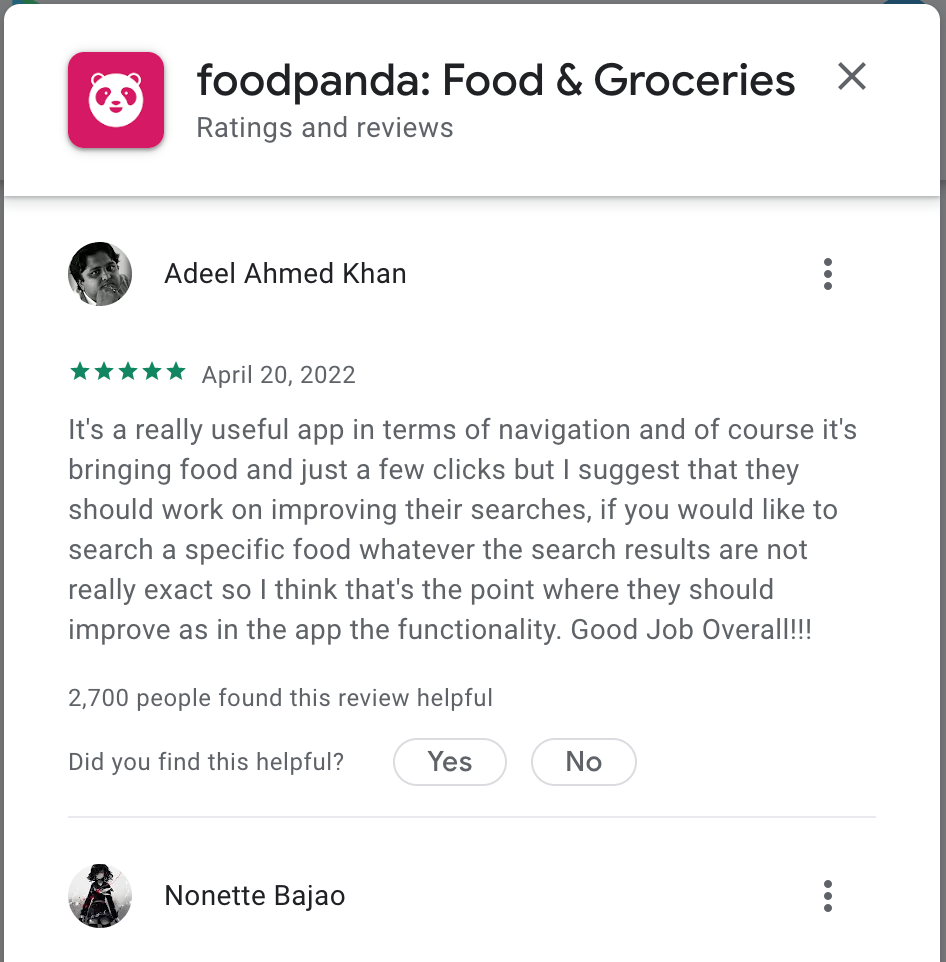 foodpanda: Food & Groceries
Ratings and reviews
Adeel Ahmed Khan
April 20, 2022
It's a really useful app in terms of navigation and of course it's
bringing food and just a few clicks but I suggest that they
should work on improving their searches, if you would like to
search a specific food whatever the search results are not
really exact so I think that's the point where they should
improve as in the app the functionality. Good Job Overall!!!
2,700 people found this review helpful
Did you find this helpful? Yes No
Nonette Bajao